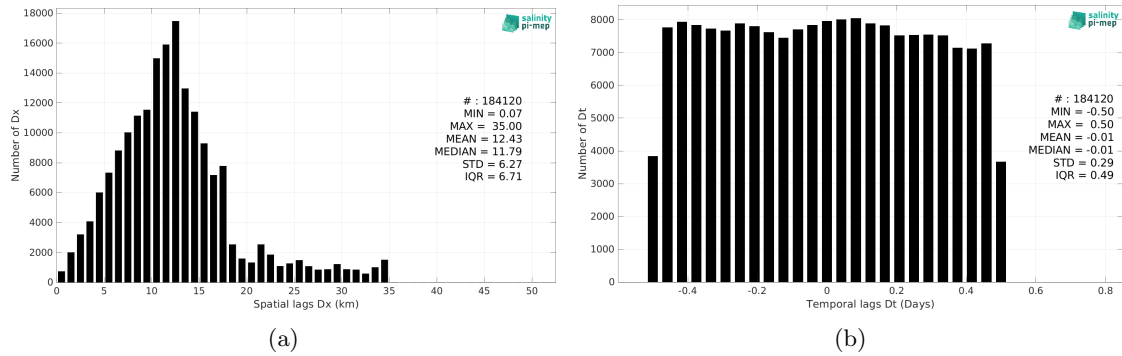 18000
16000
14000
12000
10000
8000
6000
4000
2000
0
Number of Dx
salinity
pi-mep
# : 184120
MIN = 0.07
MAX = 35.00
MEAN = 12.43
MEDIAN = 11.79
STD = 6.27
IQR = 6.71
0 5 10 15 20 25 30 35 40 45 50
Spatial lags Dx (km)
(a)
8000
7000
6000
5000
4000
3000
2000
1000
0
Number of Dt
salinity
pi-mep
# : 184120
MIN = -0.50
MAX = 0.50
MEAN = -0.01
MEDIAN = -0.01
STD = 0.29
IQR = 0.49
-0.4 -0.2 0 0.2 0.4 0.6 0.8
Temporal lags Dt (Days)
(b)